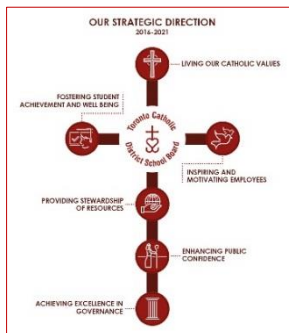 OUR STRATEGIC DIRECTION
2016-2021
LIVING OUR CATHOLIC VALUES
FOSTERING STUDENT
ACHIEVEMENT AND WELL BEING
Toronto Catholic
District School Board
INSPIRING AND
MOTIVATING EMPLOYEES
PROVIDING STEWARDSHIP
OF RESOURCES
ENHANCING PUBLIC
CONFIDENCE
ACHIEVING EXCELLENCE IN
GOVERNANCE